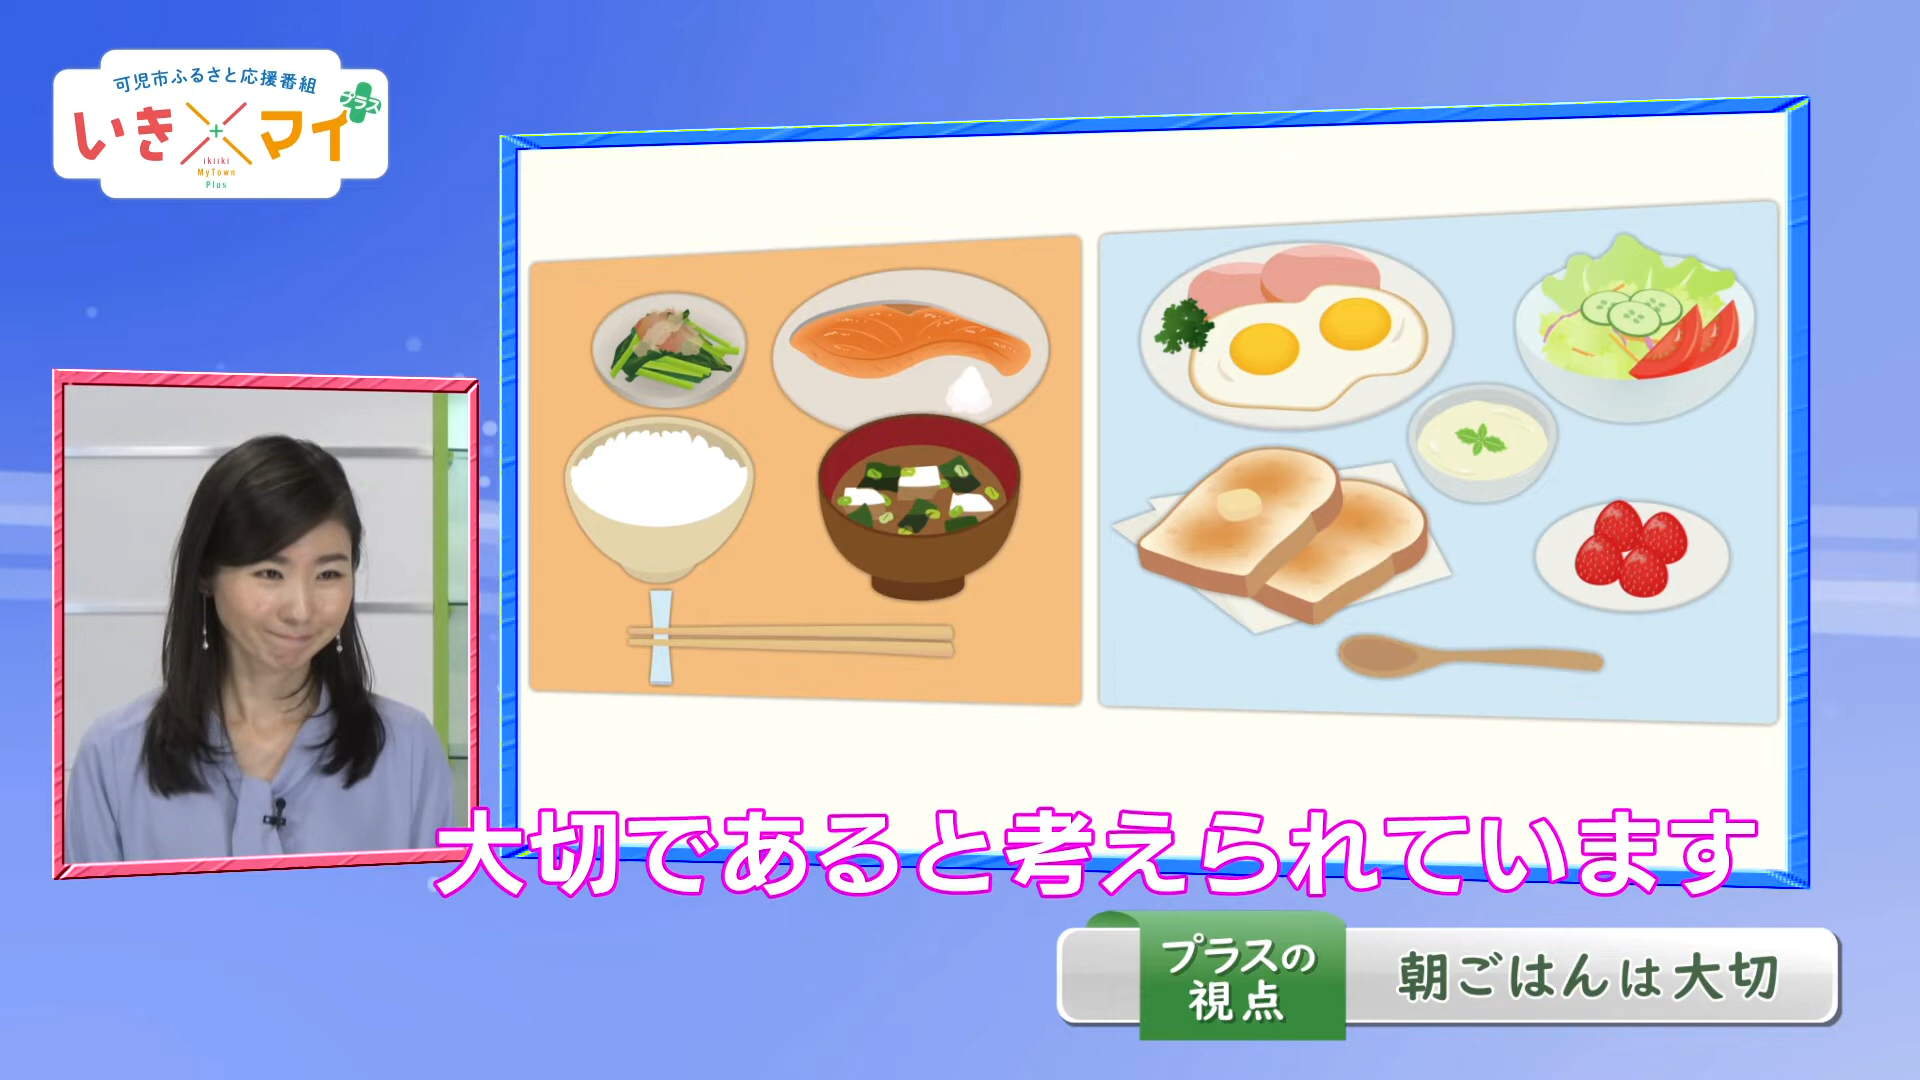 可児市ふるさと応援番組
いき×マイ
プラス
ikiiki
MyTown
Plus
大切であると考えられています
プラスの
視点
朝ごはんは大切